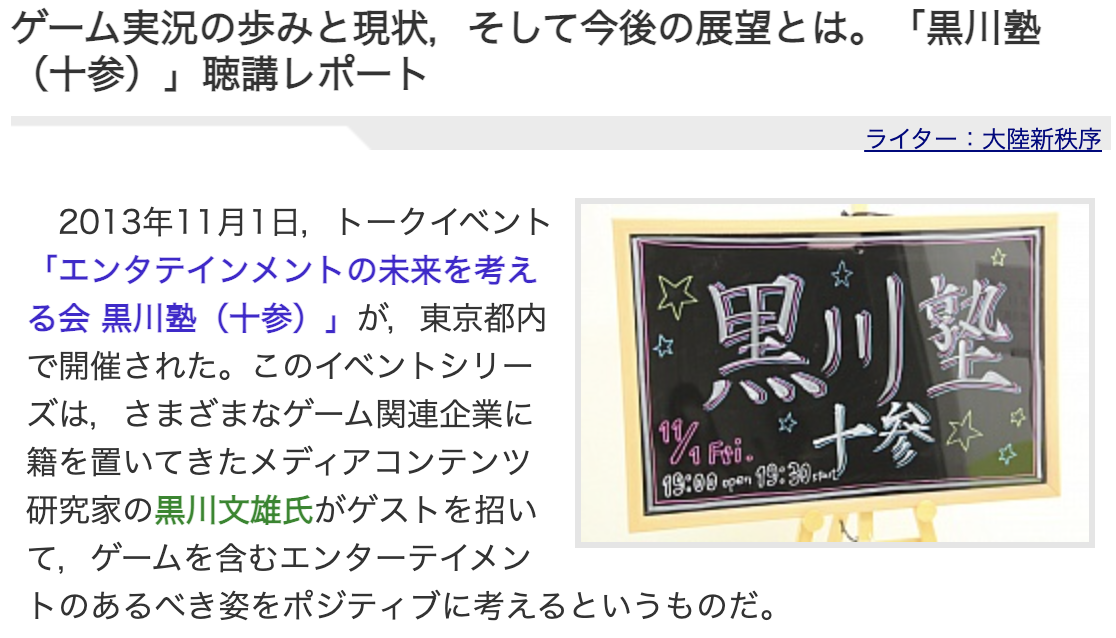 ゲーム実況の歩みと現状，そして今後の展望とは。「黒川塾
（十参）」聴講レポート
ライター：大陸新秩序
　2013年11月1日，トークイベント
「エンタテインメントの未来を考え
る会 黒川塾（十参）」が，東京都内
で開催された。このイベントシリー
ズは，さまざまなゲーム関連企業に
籍を置いてきたメディアコンテンツ
研究家の黒川文雄氏がゲストを招い
て，ゲームを含むエンターテイメン
トのあるべき姿をポジティブに考えるというものだ。
黒川塾
十参
11/1 Fri.
19:00 open 19:30 start